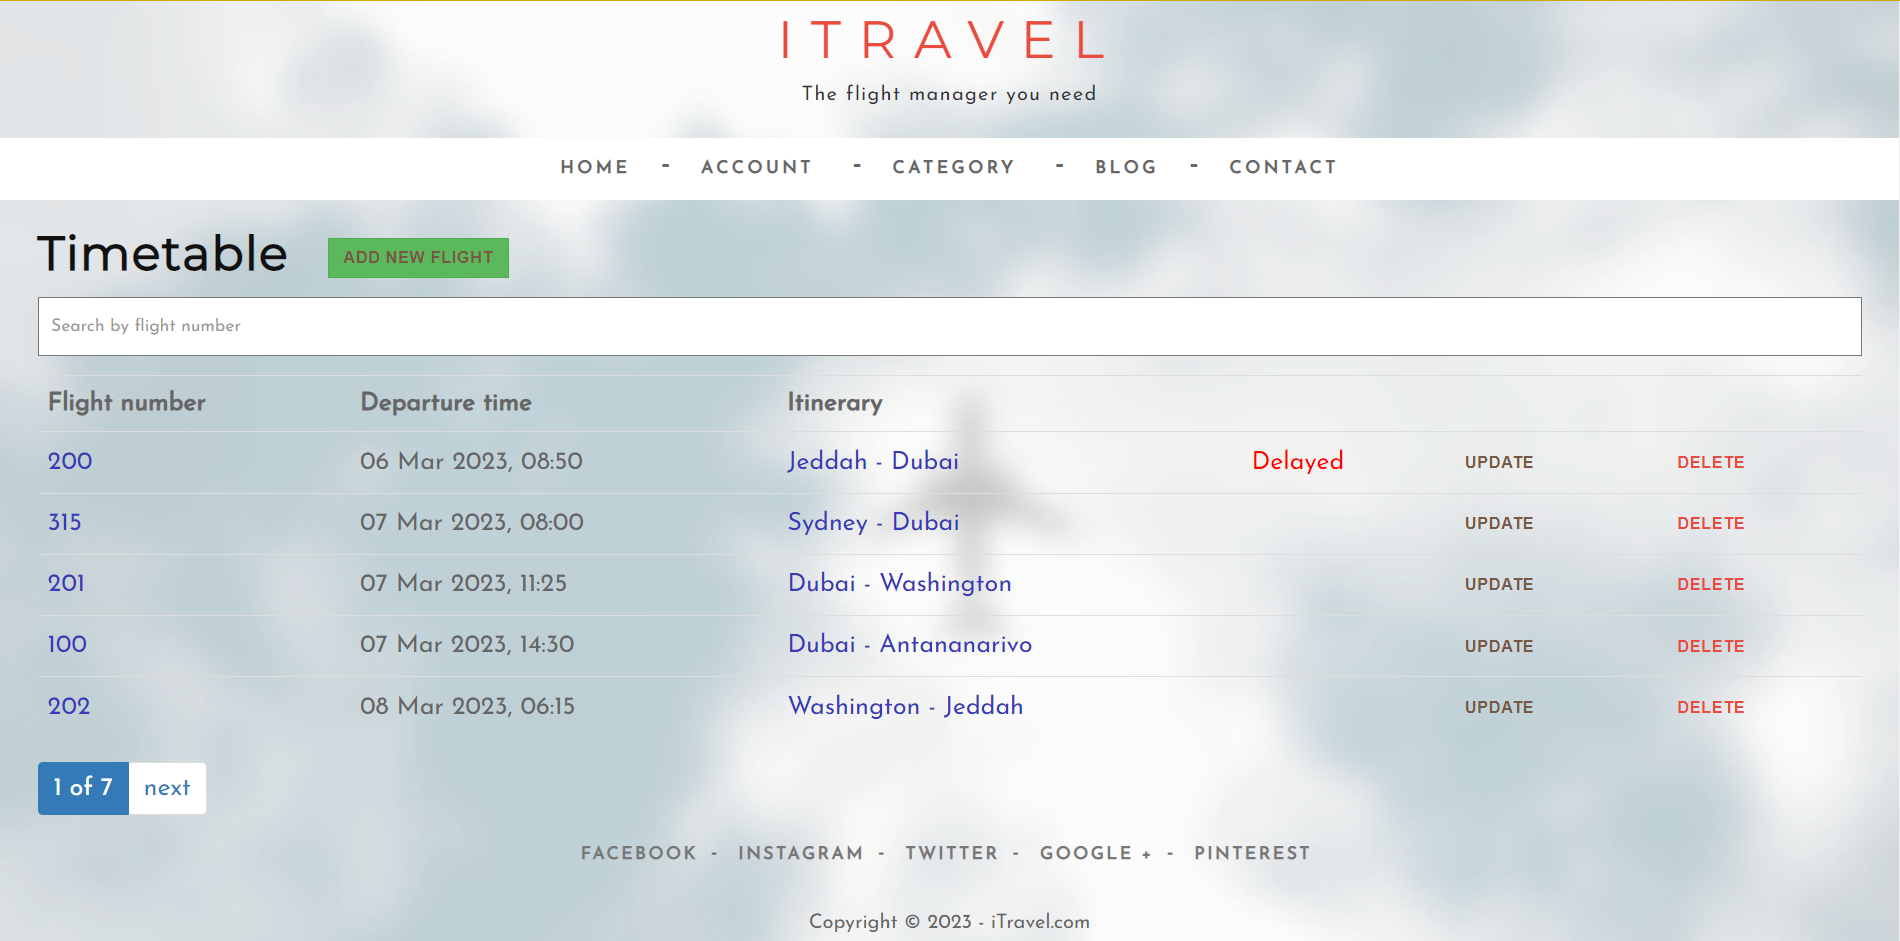 ITRAVEL
The flight manager you need
HOME - ACCOUNT - CATEGORY - BLOG - CONTACT
Timetable ADD NEW FLIGHT
Search by flight number
Flight number Departure time Itinerary
200 06 Mar 2023, 08:50 Jeddah - Dubai Delayed UPDATE DELETE
315 07 Mar 2023, 08:00 Sydney - Dubai UPDATE DELETE
201 07 Mar 2023, 11:25 Dubai - Washington UPDATE DELETE
100 07 Mar 2023, 14:30 Dubai - Antananarivo UPDATE DELETE
202 08 Mar 2023, 06:15 Washington - Jeddah UPDATE DELETE
1 of 7 next
FACEBOOK - INSTAGRAM - TWITTER - GOOGLE + - PINTEREST
Copyright © 2023 - iTravel.com